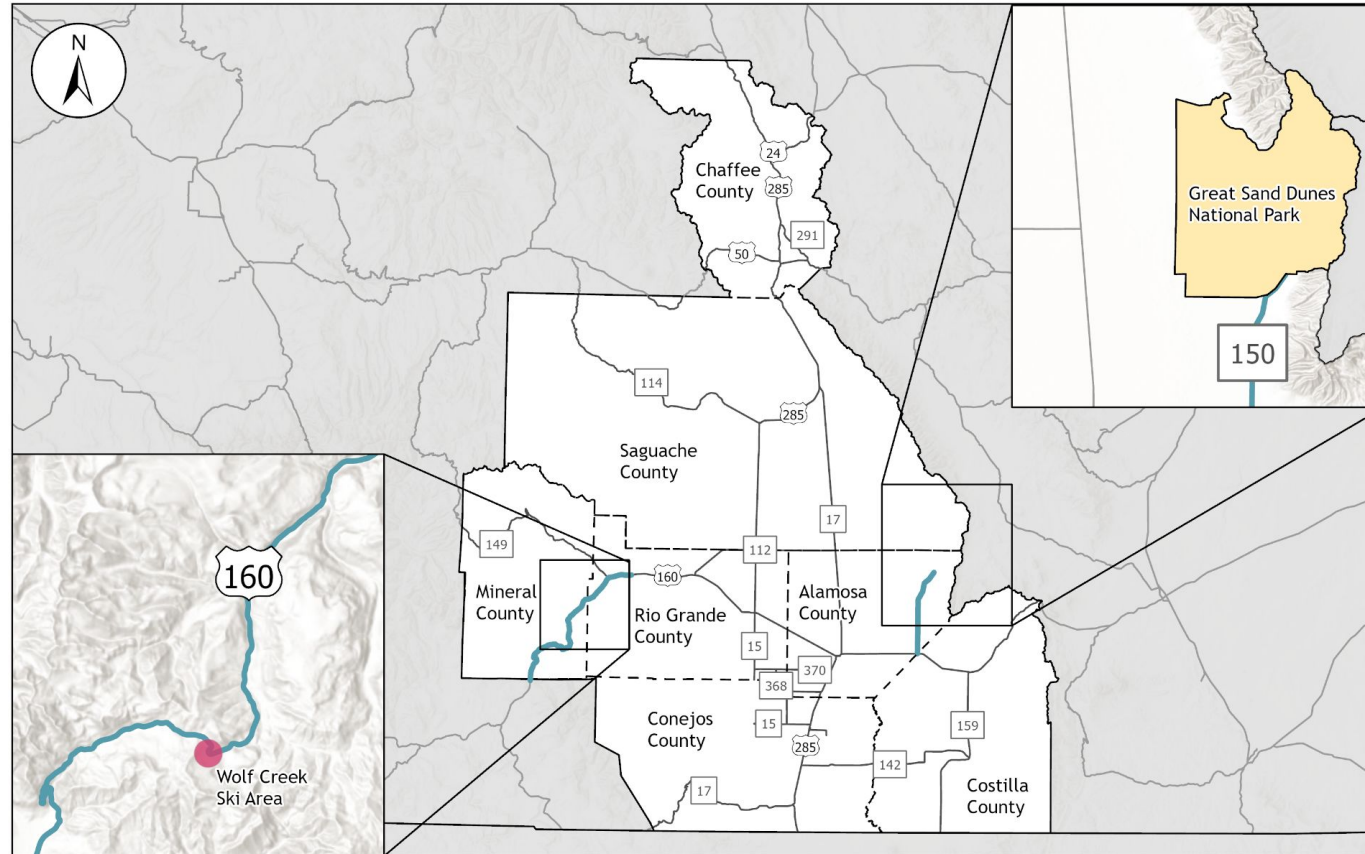 N
24
Chaffee
County
285
291
50
Great Sand Dunes
National Park
150
114
285
Saguache
County
17
149
112
160
Mineral
County
160
Rio Grande
County
Alamosa
County
15
370
368
Conejos
County
15
285
159
142
17
Costilla
County
Wolf Creek
Ski Area